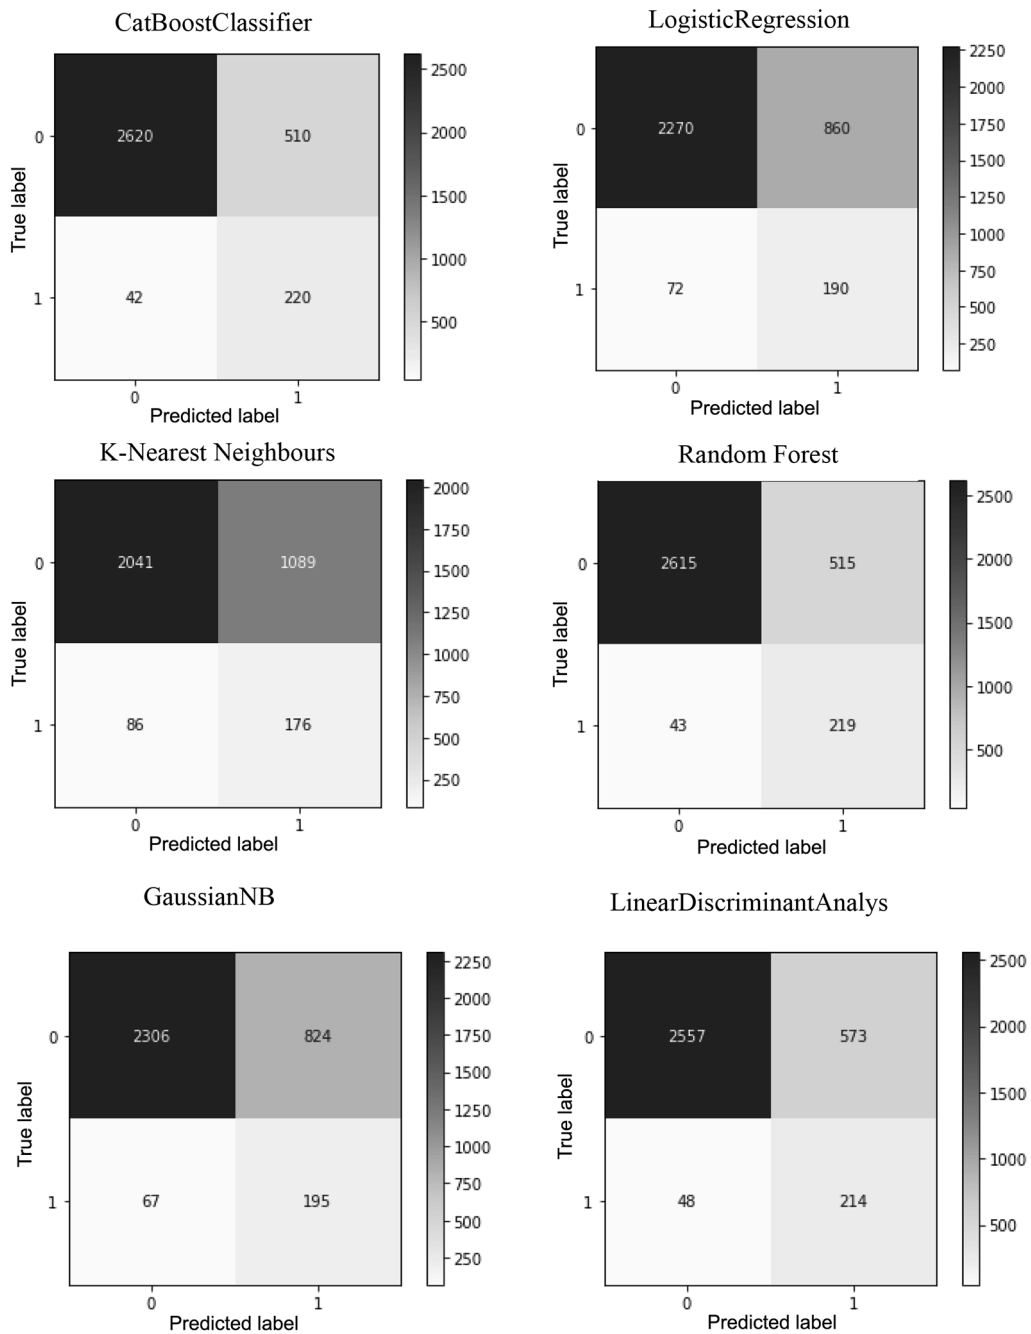 CatBoostClassifier
0 2620 510
1 42 220
0 1
True label
Predicted label
2500
2000
1500
1000
500
LogisticRegression
0 2270 860
1 72 190
0 1
True label
Predicted label
2250
2000
1750
1500
1250
1000
750
500
250
K-Nearest Neighbours
0 2041 1089
1 86 176
0 1
True label
Predicted label
2000
1750
1500
1250
1000
750
500
250
Random Forest
0 2615 515
1 43 219
0 1
True label
Predicted label
2500
2000
1500
1000
500
GaussianNB
0 2306 824
1 67 195
0 1
True label
Predicted label
2250
2000
1750
1500
1250
1000
750
500
250
LinearDiscriminantAnalys
0 2557 573
1 48 214
0 1
True label
Predicted label
2500
2000
1500
1000
500